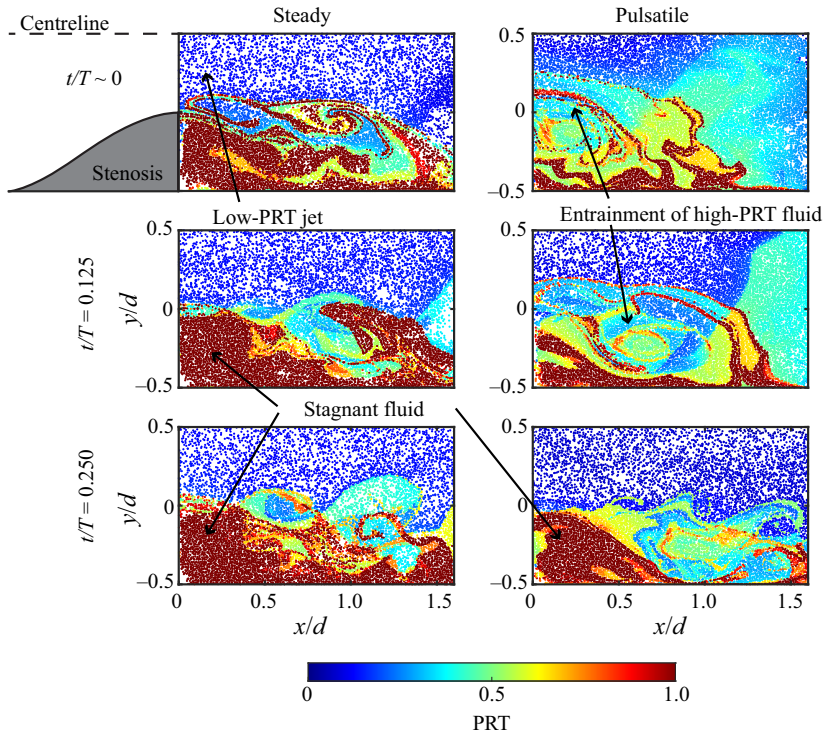 Steady
Pulsatile
Centreline
t/T ~ 0
Stenosis
0.5
0
–0.5
Low-PRT jet
Entrainment of high-PRT fluid
t/T = 0.125
y/d
0.5
0
–0.5
0.5
0
–0.5
Stagnant fluid
t/T = 0.250
y/d
0.5
0
–0.5
0.5
0
–0.5
0
0.5
1.0
1.5
0
0.5
1.0
1.5
x/d
x/d
0
0.5
1.0
PRT